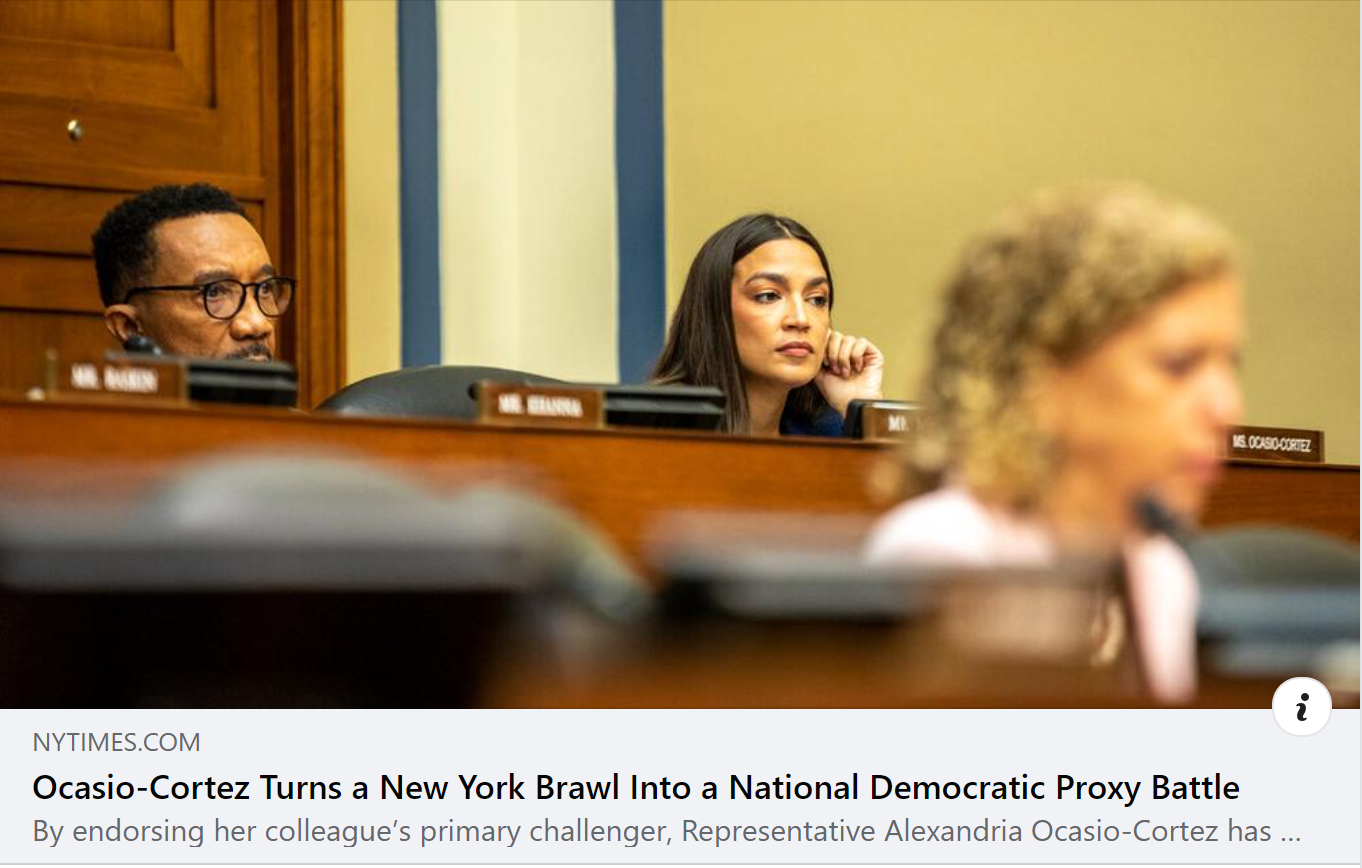 MR. RASKIN
MR. KHANNA
MS. OCASIO-CORTEZ
NYTIMES.COM
Ocasio-Cortez Turns a New York Brawl Into a National Democratic Proxy Battle
By endorsing her colleague’s primary challenger, Representative Alexandria Ocasio-Cortez has ...